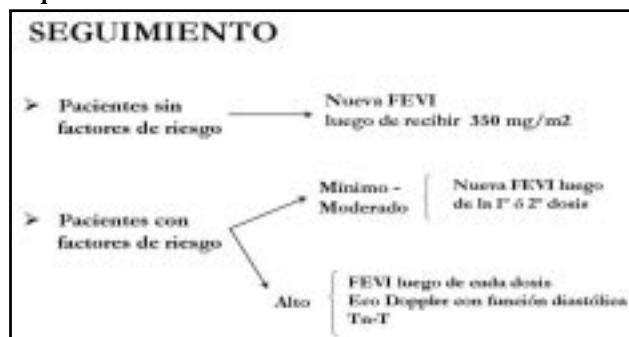 SEGUIMIENTO
➢ Pacientes sin
factores de riesgo
Nueva FEVI
luego de recibir 350 mg/m2
➢ Pacientes con
factores de riesgo
Mínimo -
Moderado
Nueva FEVI luego
de la 1º ó 2º dosis
Alto
FEVI luego de cada dosis
Eco Doppler con función diastólica
Tn-T